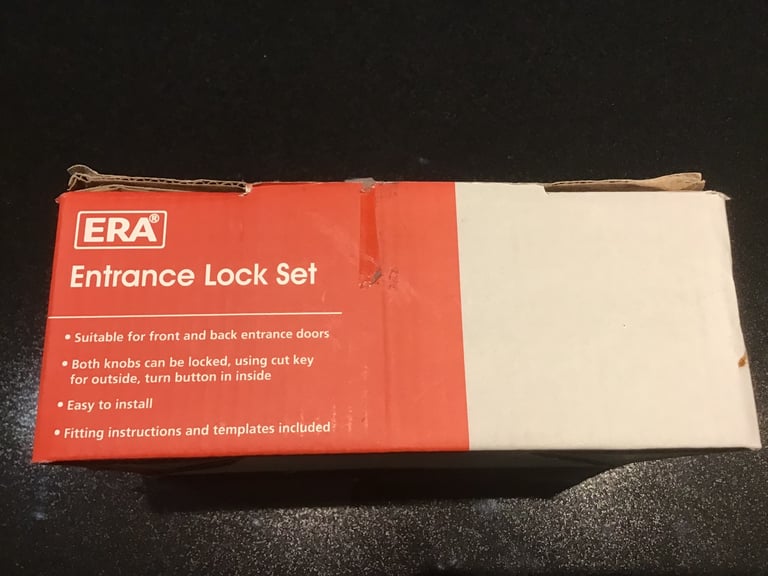 ERA®
Entrance Lock Set
• Suitable for front and back entrance doors
• Both knobs can be locked, using cut key
for outside, turn button in inside
• Easy to install
• Fitting instructions and templates included